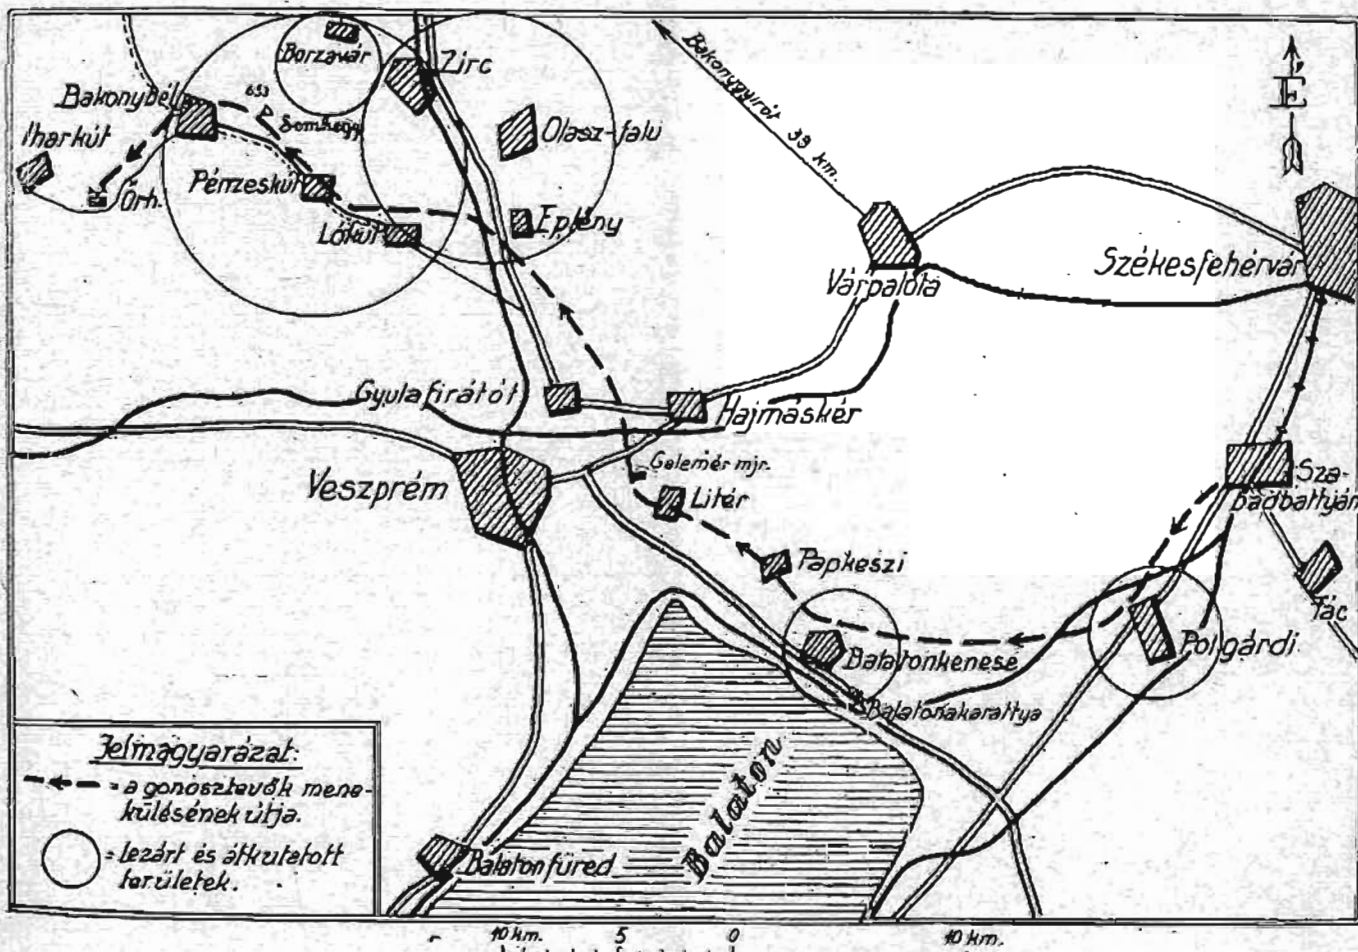 Borzavár
Zirc
Bakonygyirót 39 km.
É
Bakonybél
653
Somhegy
Olasz-falu
Iharkút
Pénzeskút
Őrh.
Lókút
Eplény
Várpalota
Székesfehérvár
Gyulafirátót
Hajmáskér
Veszprém
Gelemér mjr.
Litér
Sza-
badbattyán
Papkeszi
Tác
Balatonkenese
Polgárdi
Balatonakarattya
Balaton
Jelmagyarázat:
= a gonosztevők mene-
külésének útja.
= lezárt és átkutatott
területek.
Balatonfüred
10 km. 5 0 10 km.